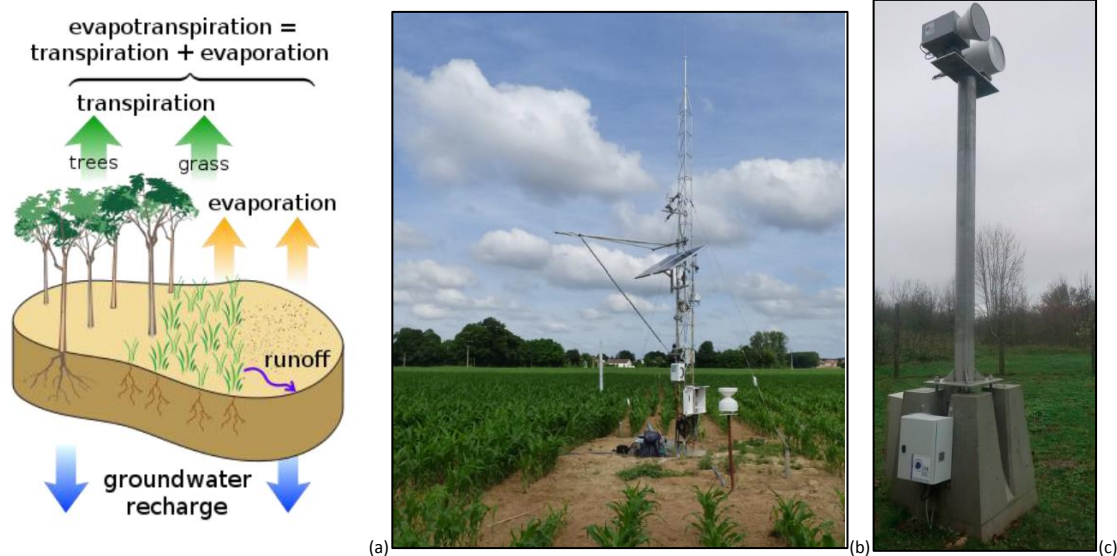 evapotranspiration =
transpiration + evaporation
transpiration
trees
grass
evaporation
runoff
groundwater
recharge
(a)
(b)
(c)